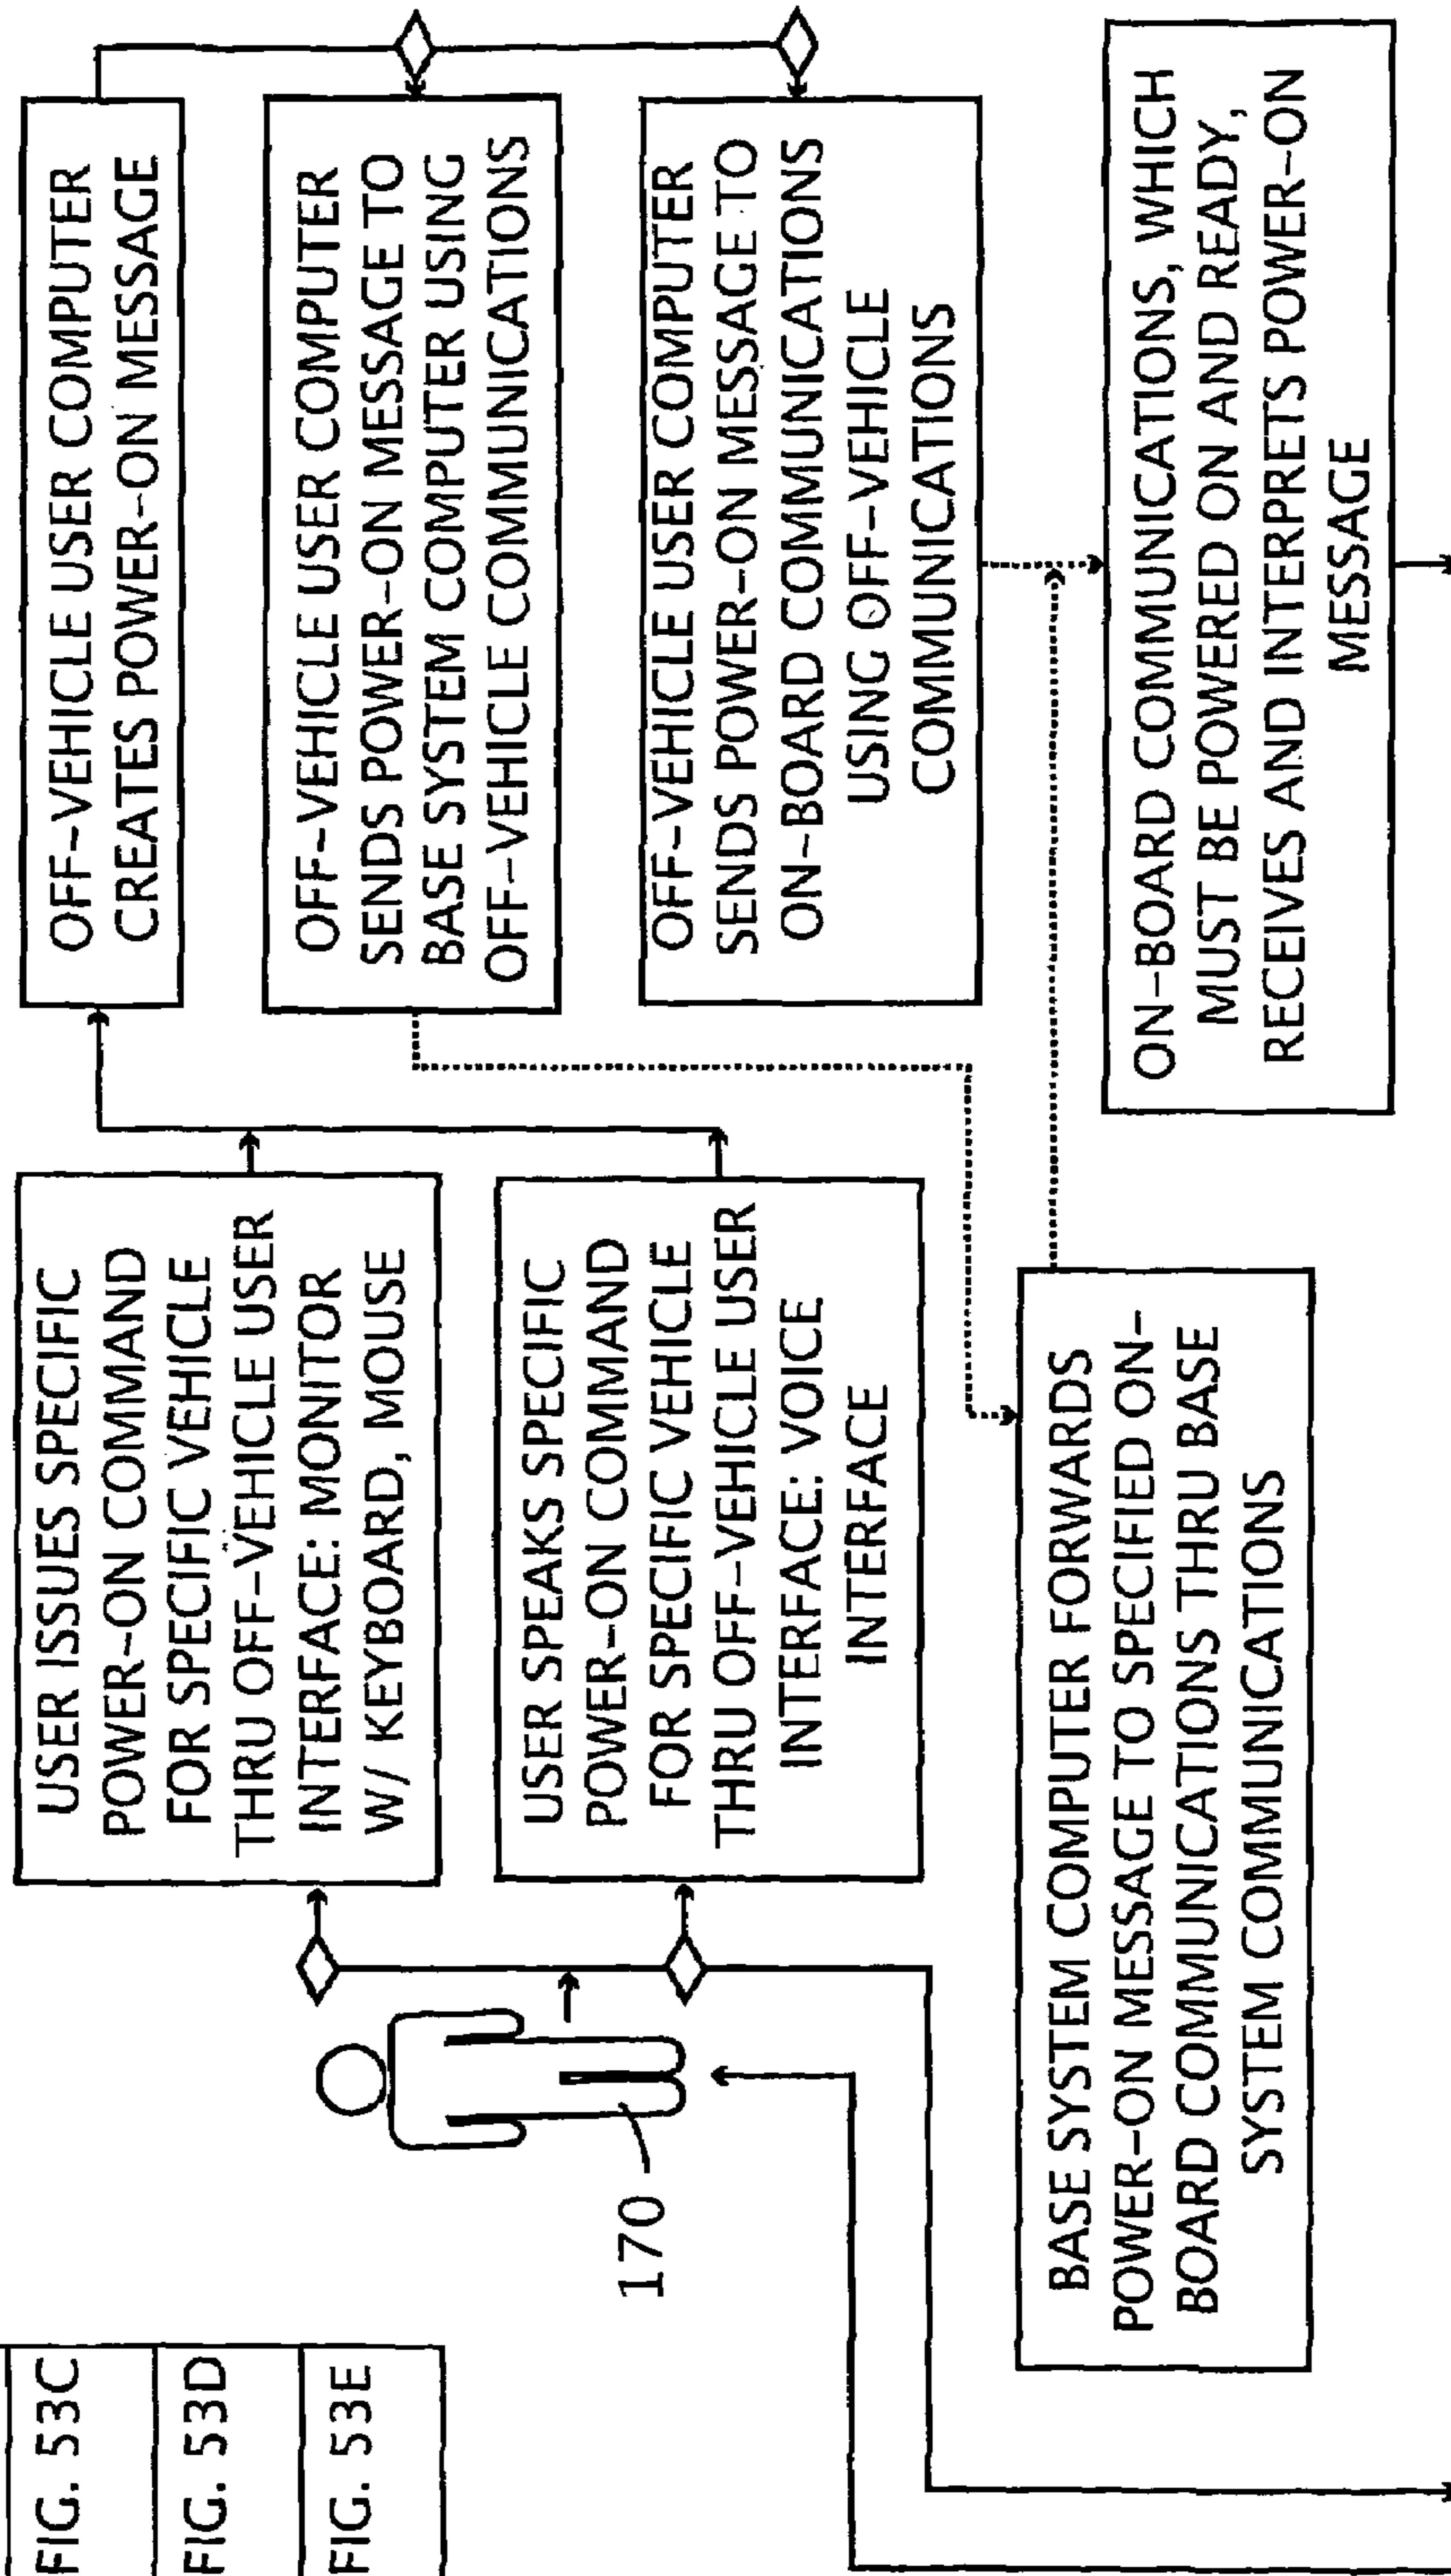 FIG. 53C
FIG. 53D
FIG. 53E
170
USER ISSUES SPECIFIC
POWER-ON COMMAND
FOR SPECIFIC VEHICLE
THRU OFF-VEHICLE USER
INTERFACE: MONITOR
W/ KEYBOARD, MOUSE
USER SPEAKS SPECIFIC
POWER-ON COMMAND
FOR SPECIFIC VEHICLE
THRU OFF-VEHICLE USER
INTERFACE: VOICE
INTERFACE
OFF-VEHICLE USER COMPUTER
CREATES POWER-ON MESSAGE
OFF-VEHICLE USER COMPUTER
SENDS POWER-ON MESSAGE TO
BASE SYSTEM COMPUTER USING
OFF-VEHICLE COMMUNICATIONS
OFF-VEHICLE USER COMPUTER
SENDS POWER-ON MESSAGE TO
ON-BOARD COMMUNICATIONS
USING OFF-VEHICLE
COMMUNICATIONS
BASE SYSTEM COMPUTER FORWARDS
POWER-ON MESSAGE TO SPECIFIED ON-
BOARD COMMUNICATIONS THRU BASE
SYSTEM COMMUNICATIONS
ON-BOARD COMMUNICATIONS, WHICH
MUST BE POWERED ON AND READY,
RECEIVES AND INTERPRETS POWER-ON
MESSAGE